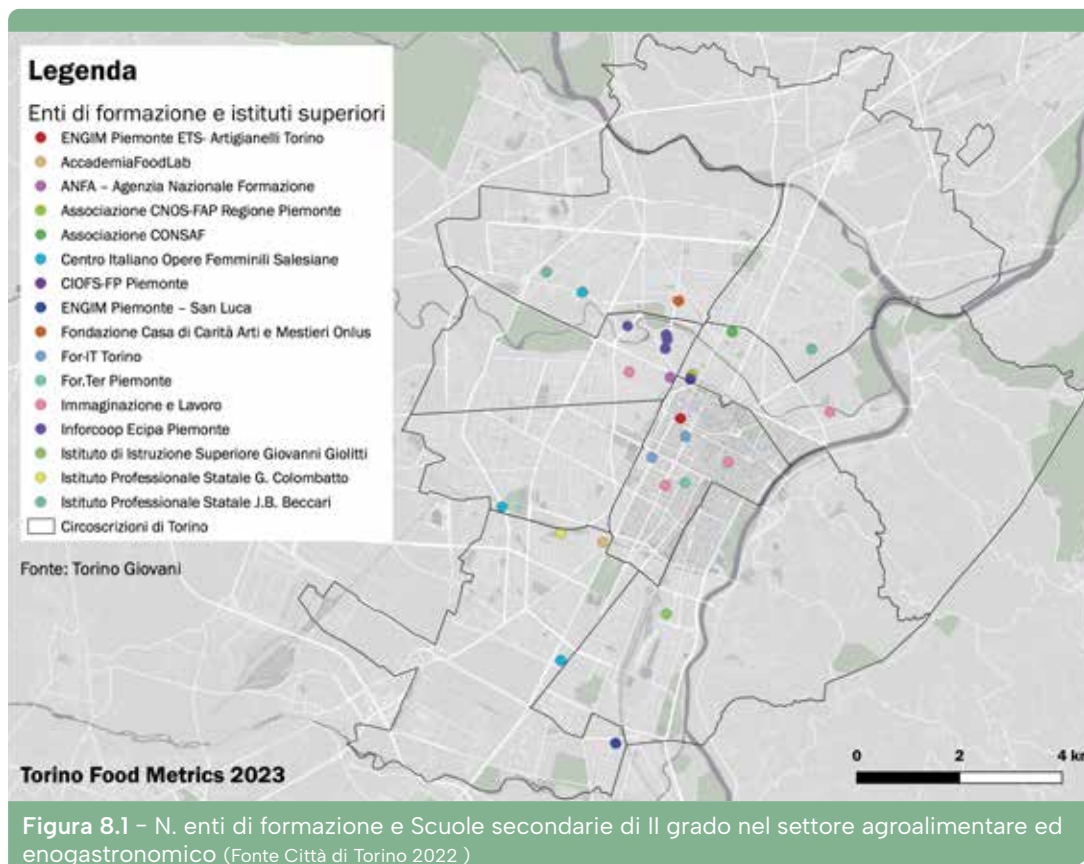 Legenda
Enti di formazione e istituti superiori
ENGIM Piemonte ETS- Artigianelli Torino
AccademiaFoodLab
ANFA – Agenzia Nazionale Formazione
Associazione CNOS-FAP Regione Piemonte
Associazione CONSAF
Centro Italiano Opere Femminili Salesiane
CIOFS-FP Piemonte
ENGIM Piemonte – San Luca
Fondazione Casa di Carità Arti e Mestieri Onlus
For-IT Torino
For.Ter Piemonte
Immaginazione e Lavoro
Inforcoop Ecipa Piemonte
Istituto di Istruzione Superiore Giovanni Giolitti
Istituto Professionale Statale G. Colombatto
Istituto Professionale Statale J.B. Beccari
Circoscrizioni di Torino
Fonte: Torino Giovani
Torino Food Metrics 2023
0 2 4 km
Figura 8.1 – N. enti di formazione e Scuole secondarie di II grado nel settore agroalimentare ed
enogastronomico (Fonte Città di Torino 2022 )